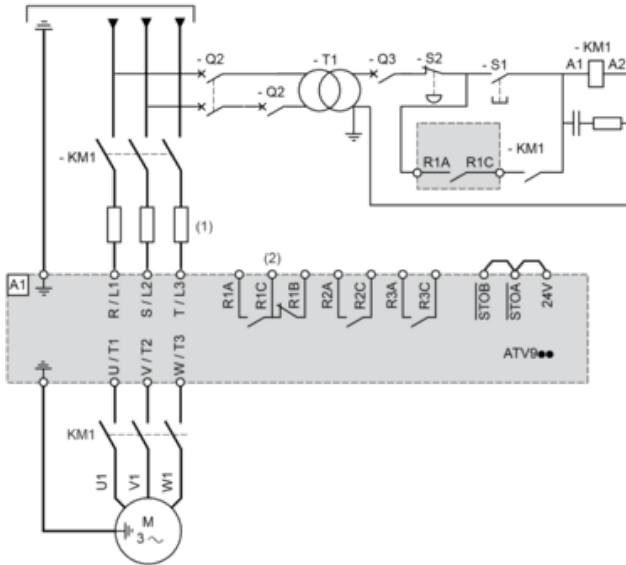 - Q2
- T1
- Q3
- S2
- S1
- KM1
A1
A2
- Q2
- KM1
R1A
R1C
- KM1
(1)
(2)
A1
R / L1
S / L2
T / L3
R1A
R1C
R1B
R2A
R2C
R3A
R3C
STOB
STOA
24V
U / T1
V / T2
W / T3
ATV9●●
KM1
U1
V1
W1
M
3 ~